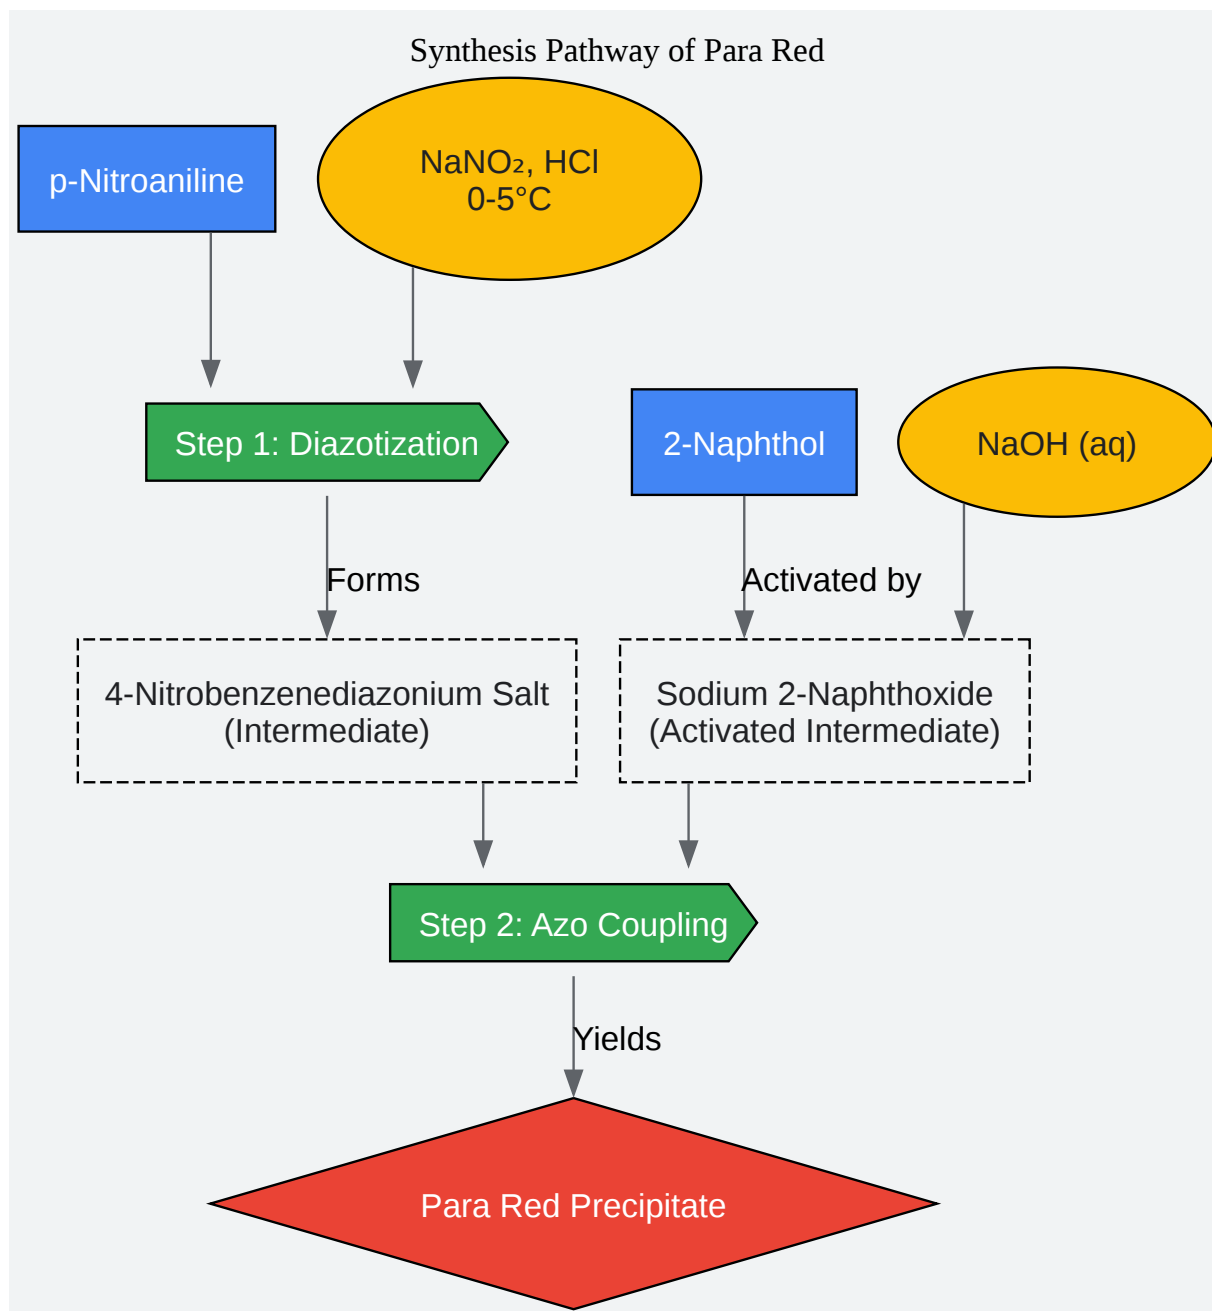 Synthesis Pathway of Para Red
p-Nitroaniline
NaNO₂, HCl
0-5°C
Step 1: Diazotization
2-Naphthol
NaOH (aq)
Forms
Activated by
4-Nitrobenzenediazonium Salt
(Intermediate)
Sodium 2-Naphthoxide
(Activated Intermediate)
Step 2: Azo Coupling
Yields
Para Red Precipitate